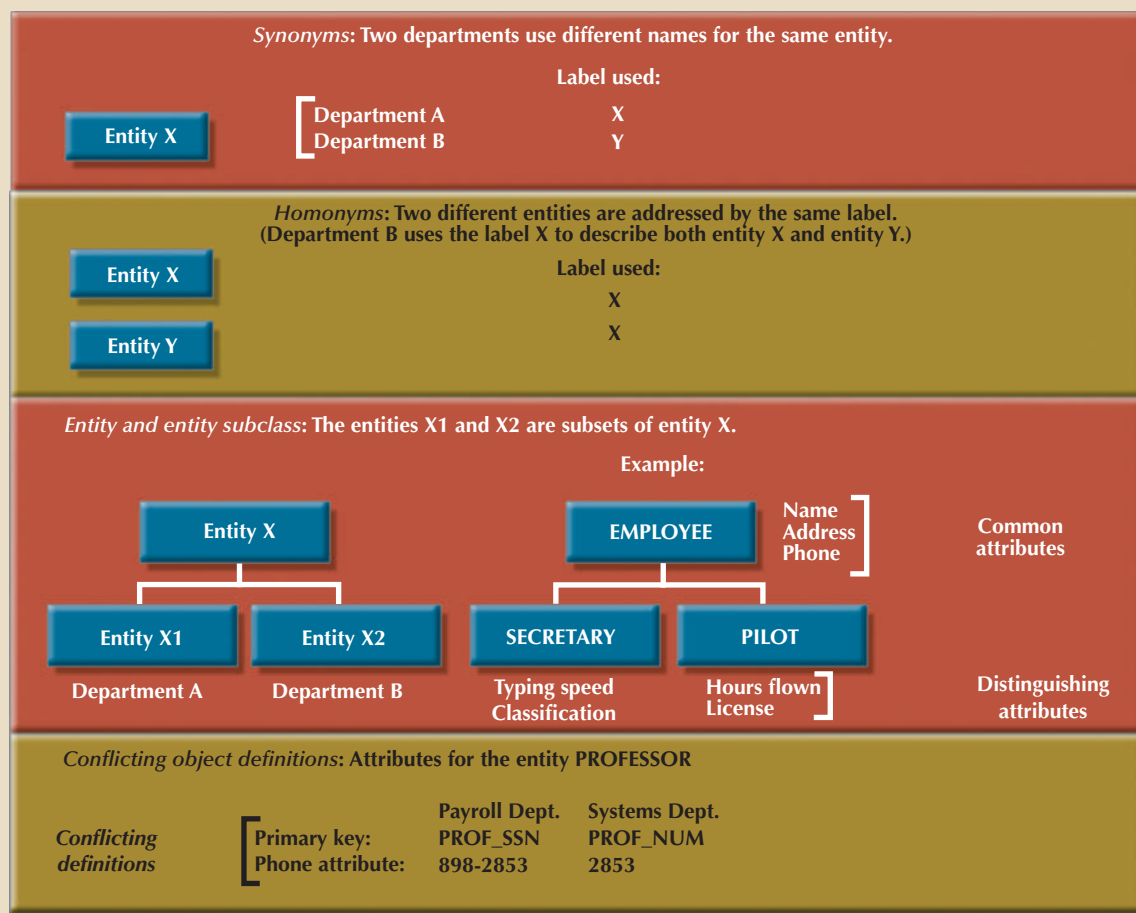 Synonyms: Two departments use different names for the same entity.
Label used:
Entity X
Department A X
Department B Y
Homonyms: Two different entities are addressed by the same label.
(Department B uses the label X to describe both entity X and entity Y.)
Label used:
Entity X
X
Entity Y
X
Entity and entity subclass: The entities X1 and X2 are subsets of entity X.
Example:
Entity X
EMPLOYEE
Name
Address
Phone
Common
attributes
Entity X1
Entity X2
SECRETARY
PILOT
Department A
Department B
Typing speed
Classification
Hours flown
License
Distinguishing
attributes
Conflicting object definitions: Attributes for the entity PROFESSOR
Payroll Dept. Systems Dept.
Conflicting
definitions
Primary key: PROF_SSN PROF_NUM
Phone attribute: 898-2853 2853